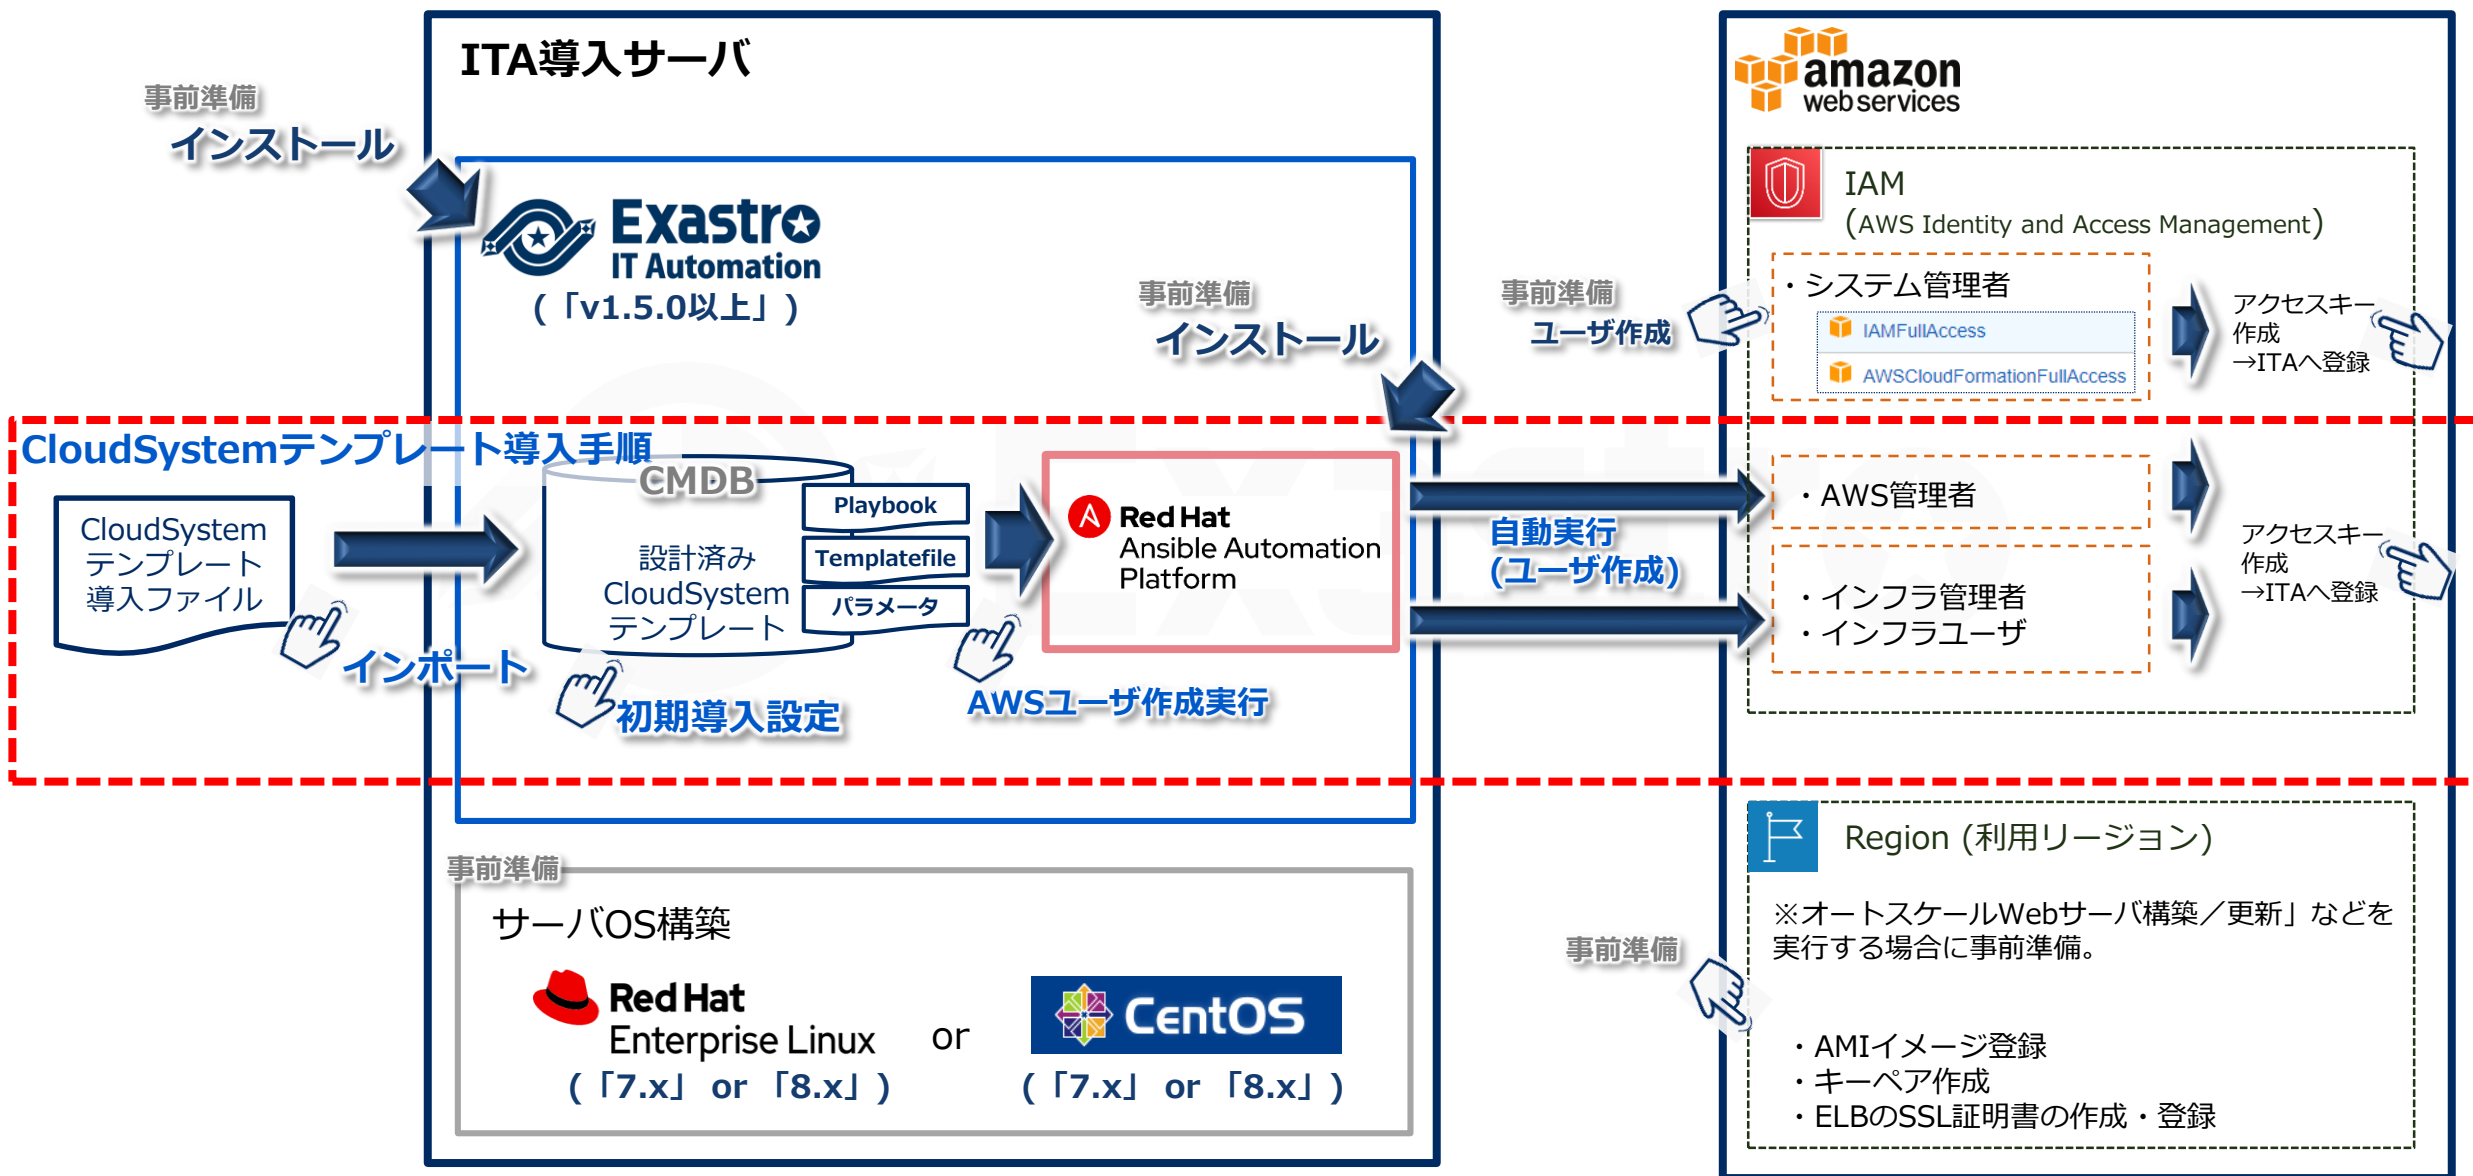 ITA導入サーバ
事前準備
インストール
Exastro
IT Automation
(「v1.5.0以上」)
事前準備
インストール
事前準備
ユーザ作成
amazon
web services
IAM
(AWS Identity and Access Management)
・システム管理者
IAMFullAccess
AWSCloudFormationFullAccess
アクセスキー
作成
→ITAへ登録
CloudSystemテンプレート導入手順
CloudSystem
テンプレート
導入ファイル
インポート
CMDB
設計済み
CloudSystem
テンプレート
Playbook
Templatefile
パラメータ
初期導入設定
AWSユーザ作成実行
Red Hat
Ansible Automation
Platform
自動実行
(ユーザ作成)
・AWS管理者
・インフラ管理者
・インフラユーザ
アクセスキー
作成
→ITAへ登録
事前準備
サーバOS構築
Red Hat
Enterprise Linux
(「7.x」 or 「8.x」)
or
CentOS
(「7.x」 or 「8.x」)
事前準備
Region (利用リージョン)
※オートスケールWebサーバ構築／更新」などを
実行する場合に事前準備。
・AMIイメージ登録
・キーペア作成
・ELBのSSL証明書の作成・登録